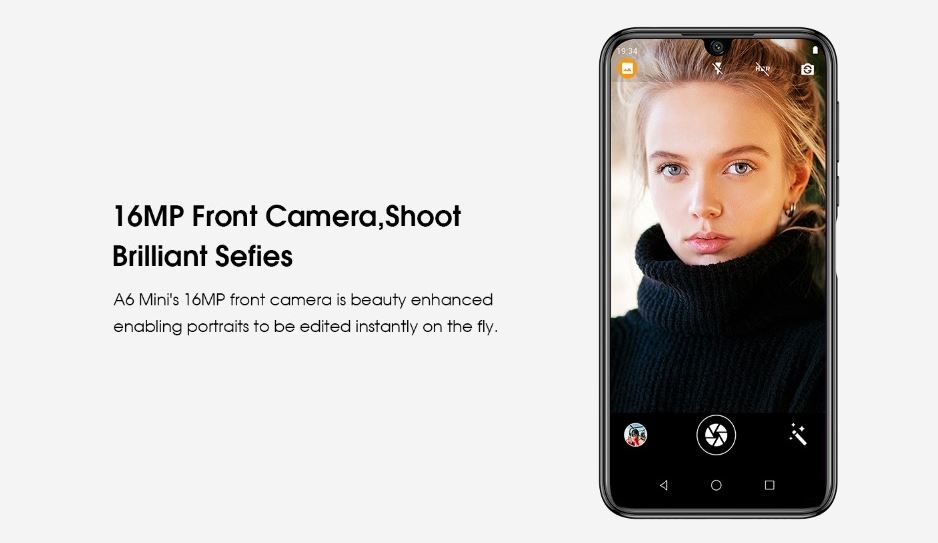 16MP Front Camera,Shoot
Brilliant Sefies
A6 Mini's 16MP front camera is beauty enhanced
enabling portraits to be edited instantly on the fly.
19:34
HDR